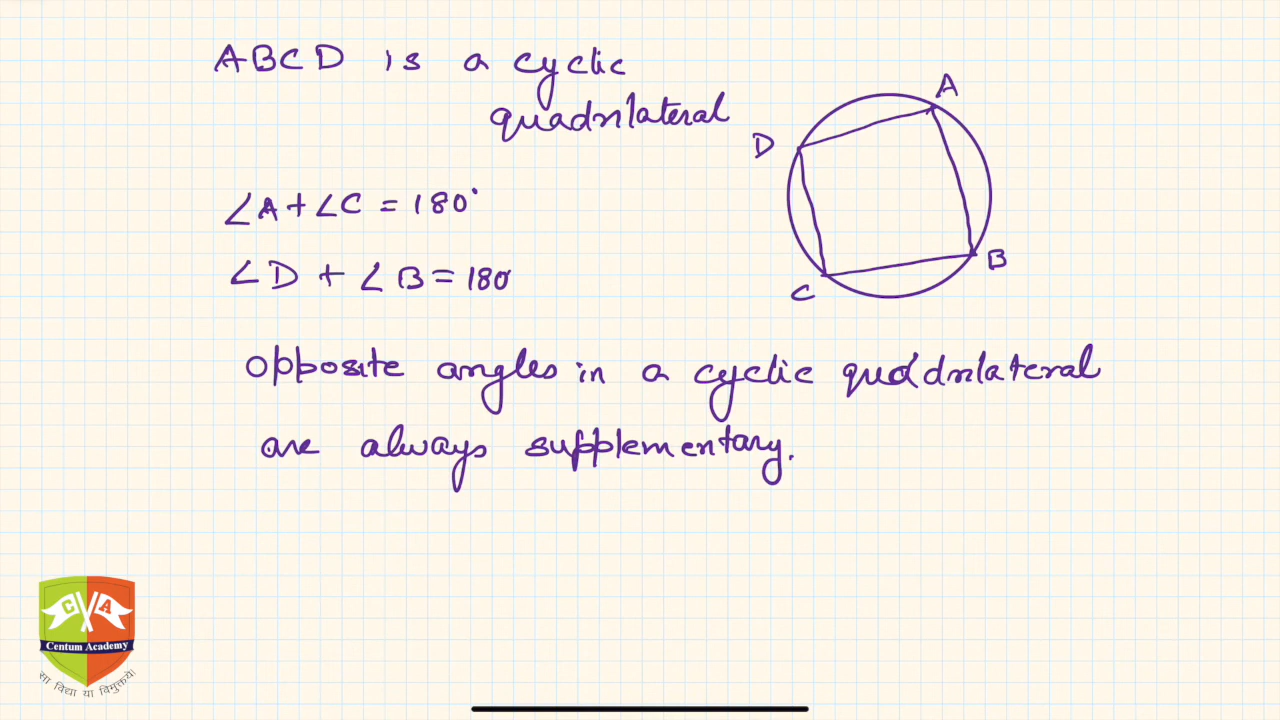 ABCD is a cyclic
quadrilateral
∠A+∠C = 180°
∠D + ∠B = 180
opposite angles in a cyclic quadrilateral
are always supplementary.
A
D
B
C
C A
Centum Academy
सा विद्या या विमुक्तये।